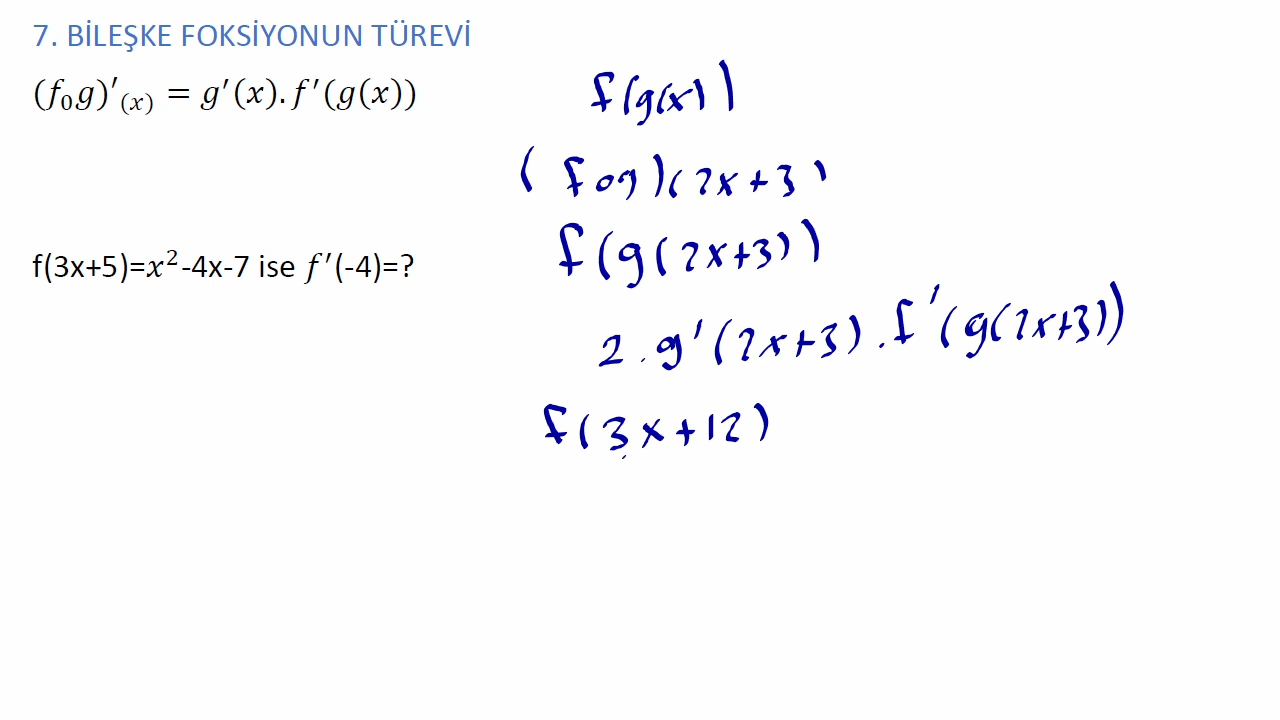 7. BİLEŞKE FOKSİYONUN TÜREVİ
(f₀g)′₍ₓ₎ = g′(x). f′(g(x))
f(g(x))
(fog)(2x+3)
f(g(2x+3))
f(3x+5)=x²-4x-7 ise f′(-4)=?
2.g'(2x+3).f'(g(2x+3))
f(3x+12)